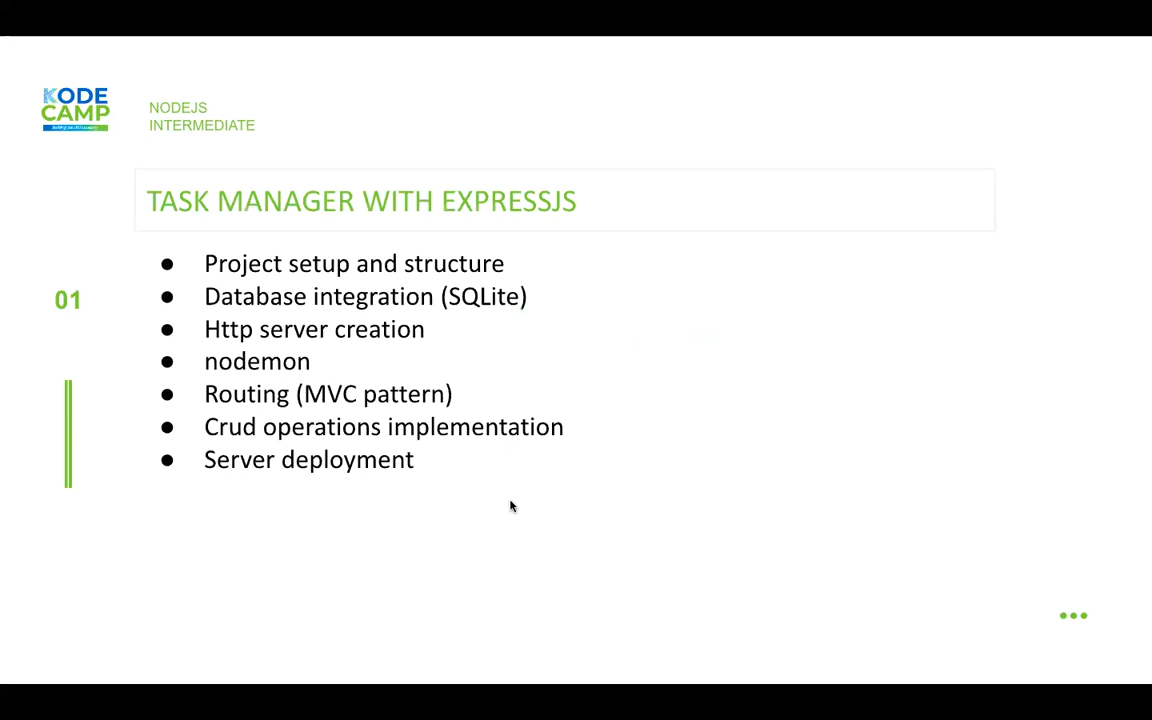 KODE
CAMP
NODEJS
INTERMEDIATE
TASK MANAGER WITH EXPRESSJS
01
● Project setup and structure
● Database integration (SQLite)
● Http server creation
● nodemon
● Routing (MVC pattern)
● Crud operations implementation
● Server deployment